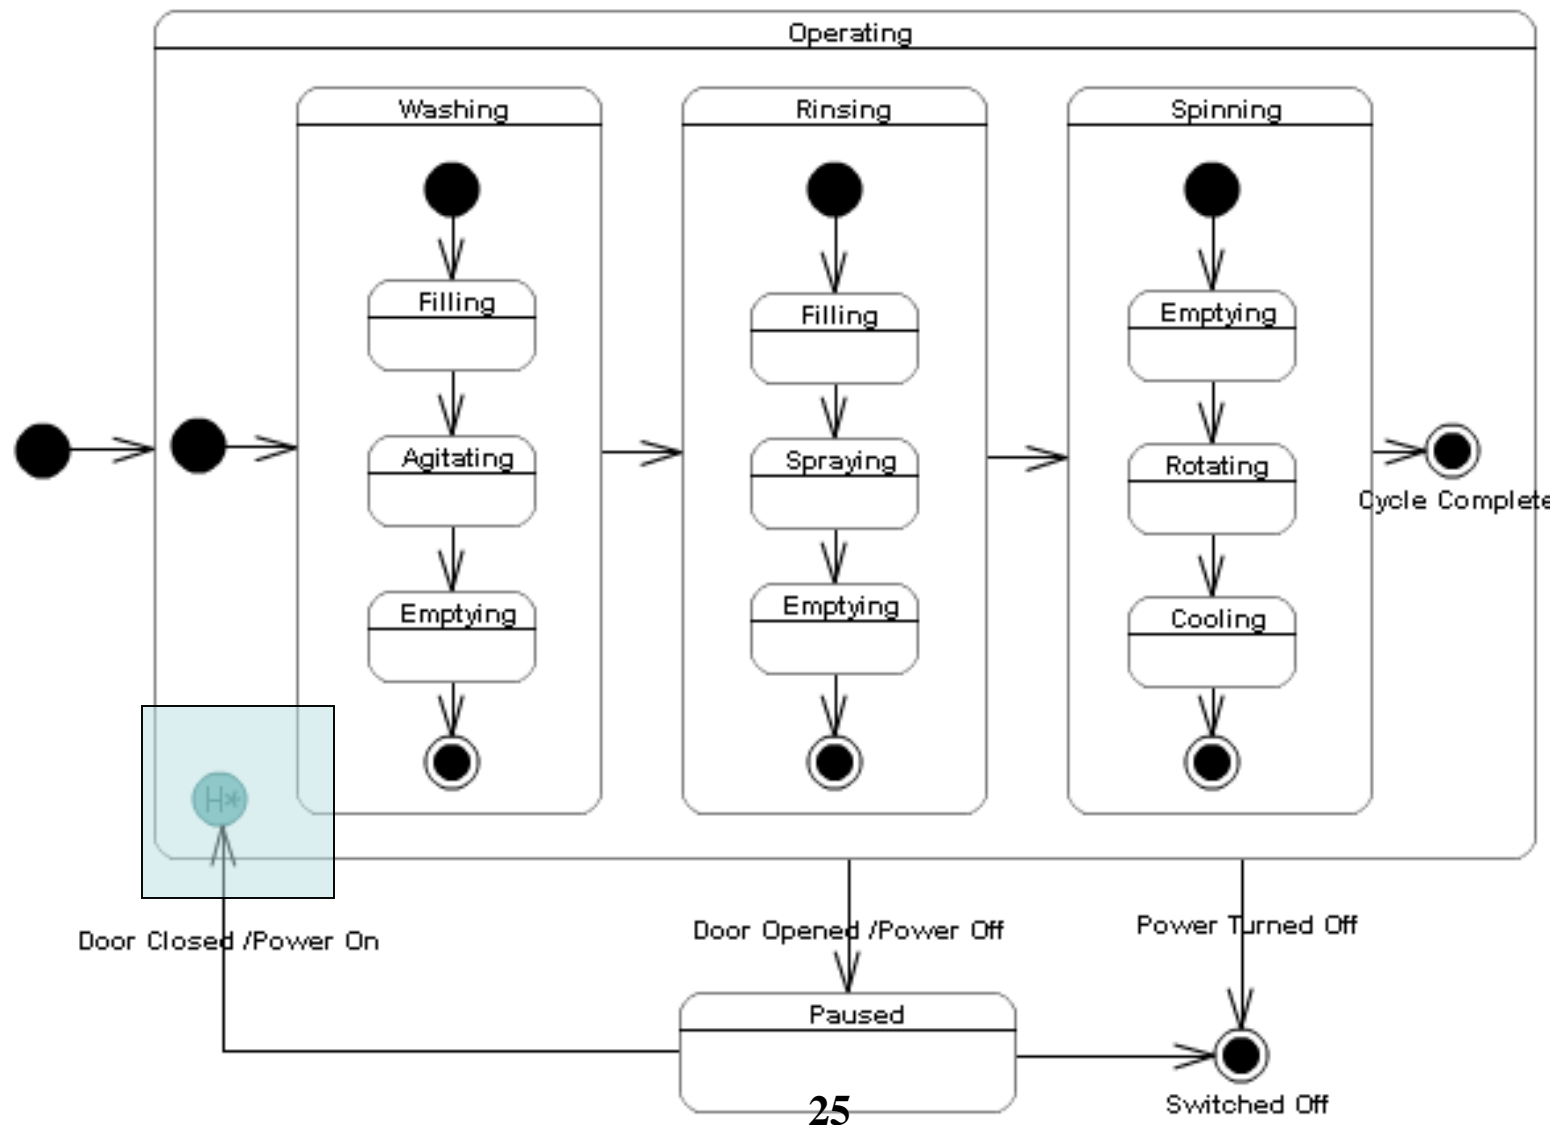 Operating
Washing
Rinsing
Spinning
Filling
Filling
Emptying
Agitating
Spraying
Rotating
Cycle Complete
Emptying
Emptying
Cooling
H*
Door Closed /Power On
Door Opened /Power Off
Power Turned Off
Paused
25
Switched Off